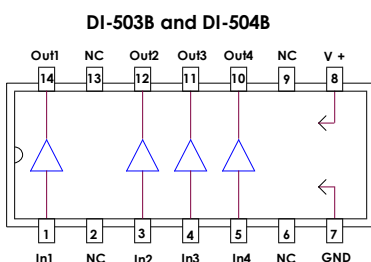 DI-503B and DI-504B
Out1 NC Out2 Out3 Out4 NC V +
14 13 12 11 10 9 8
1 2 3 4 5 6 7
In1 NC In2 In3 In4 NC GND